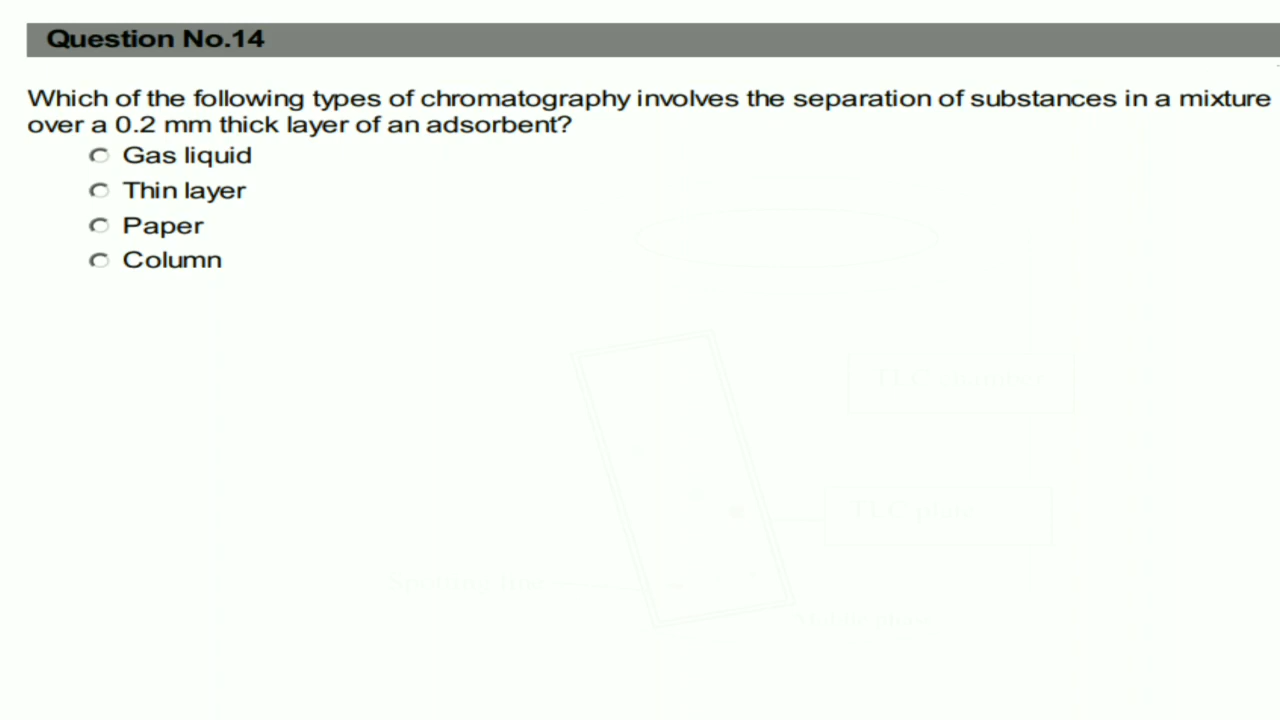 Question No.14
Which of the following types of chromatography involves the separation of substances in a mixture
over a 0.2 mm thick layer of an adsorbent?
Gas liquid
Thin layer
Paper
Column